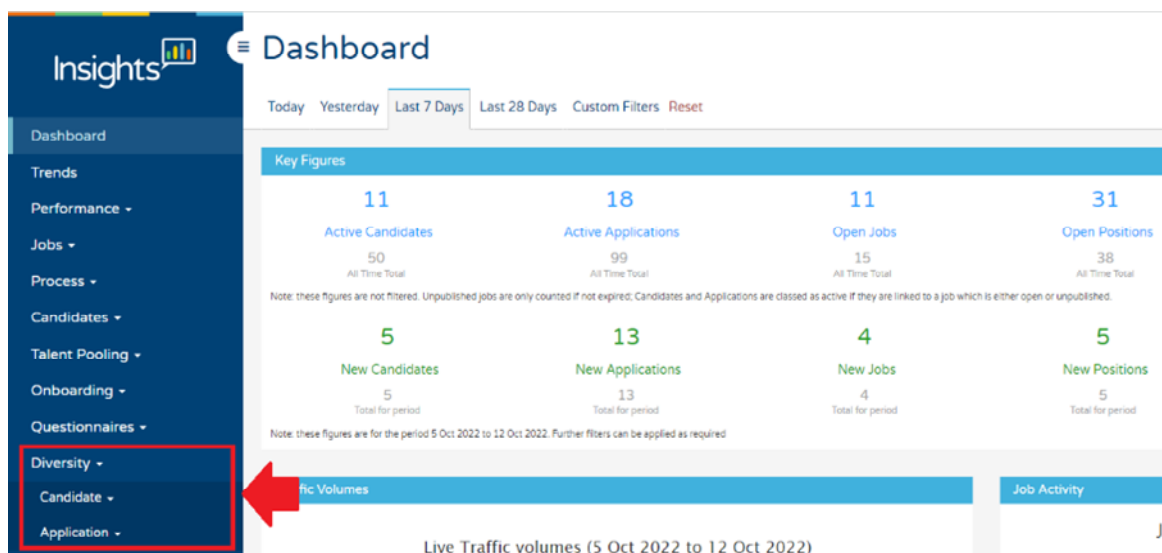 Insights
Dashboard
Today Yesterday Last 7 Days Last 28 Days Custom Filters Reset
Dashboard
Trends
Performance
Jobs
Process
Candidates
Talent Pooling
Onboarding
Questionnaires
Diversity
Candidate
Application
Key Figures
11 18 11 31
Active Candidates Active Applications Open Jobs Open Positions
50 99 15 38
All Time Total All Time Total All Time Total All Time Total
Note: these figures are not filtered. Unpublished jobs are only counted if not expired; Candidates and Applications are classed as active if they are linked to a job which is either open or unpublished.
5 13 4 5
New Candidates New Applications New Jobs New Positions
5 13 4 5
Total for period Total for period Total for period Total for period
Note: these figures are for the period 5 Oct 2022 to 12 Oct 2022. Further filters can be applied as required
fic Volumes
Job Activity
Live Traffic volumes (5 Oct 2022 to 12 Oct 2022)
J